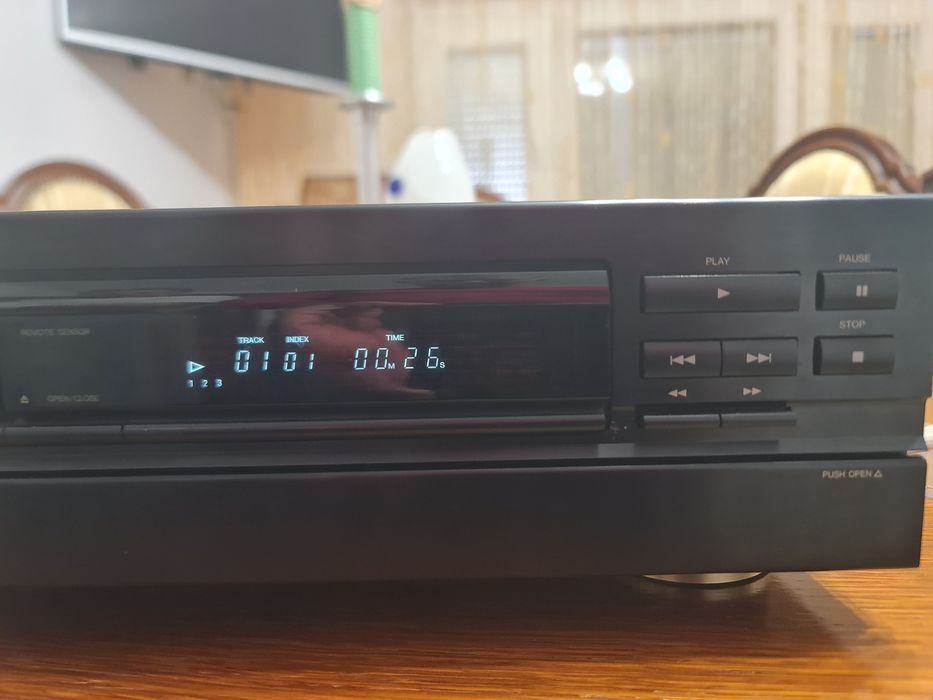 PLAY
PAUSE
REMOTE SENSOR
STOP
TRACK INDEX TIME
01 01 00M 26S
1 2 3
OPEN/CLOSE
PUSH OPEN